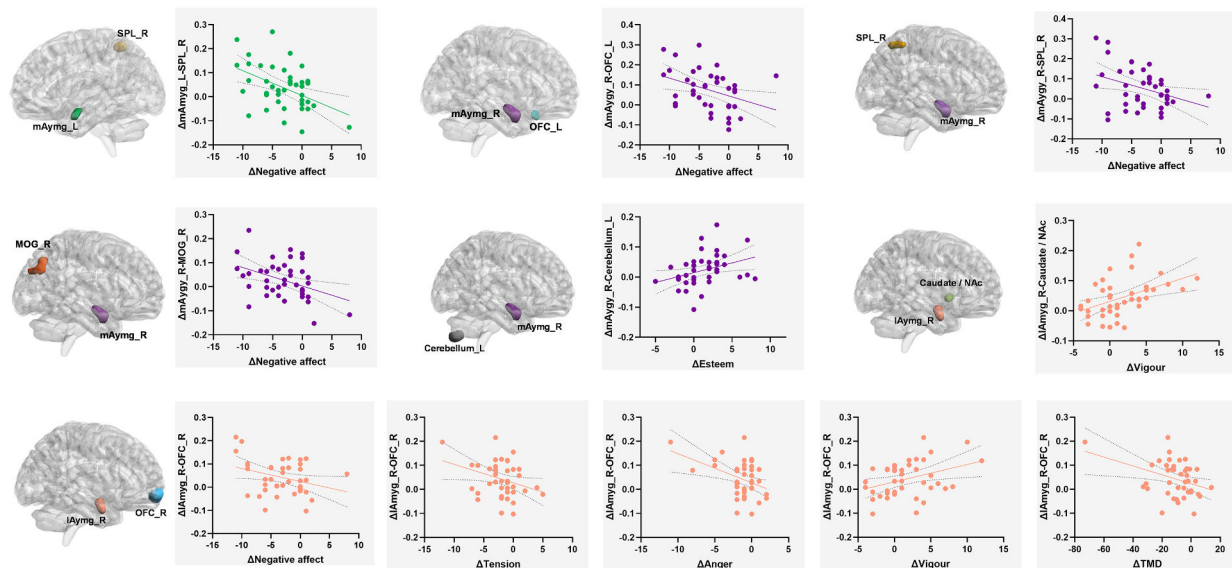 SPL_R
mAymg_L
ΔmAmyg_L-SPL_R
0.3
0.2
0.1
0.0
-0.1
-0.2
-15 -10 -5 0 5 10
ΔNegative affect
mAymg_R
OFC_L
ΔmAygy_R-OFC_L
0.4
0.3
0.2
0.1
0.0
-0.1
-0.2
-15 -10 -5 0 5 10
ΔNegative affect
SPL_R
mAymg_R
ΔmAygy_R-SPL_R
0.4
0.3
0.2
0.1
0.0
-0.1
-0.2
-15 -10 -5 0 5 10
ΔNegative affect
MOG_R
mAymg_R
ΔmAygy_R-MOG_R
0.3
0.2
0.1
0.0
-0.1
-0.2
-15 -10 -5 0 5 10
ΔNegative affect
mAymg_R
Cerebellum_L
ΔmAygy_R-Cerebellum_L
0.2
0.1
0.0
-0.1
-0.2
-5 0 5 10
ΔEsteem
Caudate / NAc
lAymg_R
ΔlAmyg_R-Caudate / NAc
0.3
0.2
0.1
0.0
-0.1
-5 0 5 10 15
ΔVigour
lAymg_R
OFC_R
ΔlAmyg_R-OFC_R
0.3
0.2
0.1
0.0
-0.1
-0.2
-15 -10 -5 0 5 10
ΔNegative affect
ΔlAmyg_R-OFC_R
0.3
0.2
0.1
0.0
-0.1
-0.2
-15 -10 -5 0 5 10
ΔTension
ΔlAmyg_R-OFC_R
0.3
0.2
0.1
0.0
-0.1
-0.2
-15 -10 -5 0 5
ΔAnger
ΔlAmyg_R-OFC_R
0.3
0.2
0.1
0.0
-0.1
-0.2
-5 0 5 10 15
ΔVigour
ΔlAmyg_R-OFC_R
0.3
0.2
0.1
0.0
-0.1
-0.2
-80 -60 -40 -20 0 20
ΔTMD